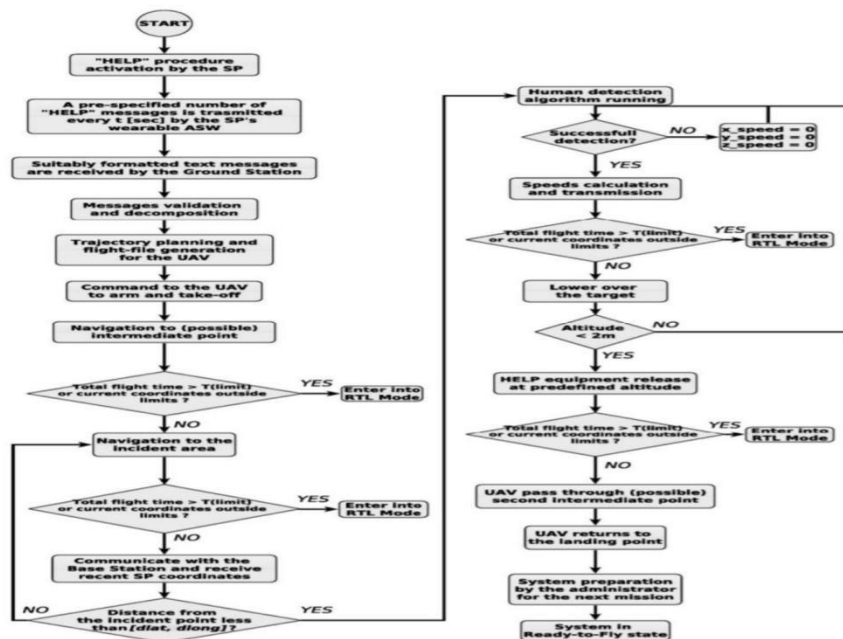 START
"HELP" procedure
activation by the SP
A pre-specified number of
"HELP" messages is trasmitted
every t [sec] by the SP's
wearable ASW
Suitably formatted text messages
are received by the Ground Station
Messages validation
and decomposition
Trajectory planning and
flight-file generation
for the UAV
Command to the UAV
to arm and take-off
Navigation to (possible)
intermediate point
Total flight time > T(limit)
or current coordinates outside
limits ?
YES
Enter into
RTL Mode
NO
Navigation to the
incident area
Total flight time > T(limit)
or current coordinates outside
limits ?
YES
Enter into
RTL Mode
NO
Communicate with the
Base Station and receive
recent SP coordinates
NO
Distance from
the incident point less
than [dlat, dlong]?
YES
Human detection
algorithm running
Successfull
detection?
NO
x_speed = 0
y_speed = 0
z_speed = 0
YES
Speeds calculation
and transmission
Total flight time > T(limit)
or current coordinates outside
limits ?
YES
Enter into
RTL Mode
NO
Lower over
the target
Altitude
< 2m
NO
YES
HELP equipment release
at predefined altitude
Total flight time > T(limit)
or current coordinates outside
limits ?
YES
Enter into
RTL Mode
NO
UAV pass through (possible)
second intermediate point
UAV returns to
the landing point
System preparation
by the administrator
for the next mission
System in
Ready-to-Fly state